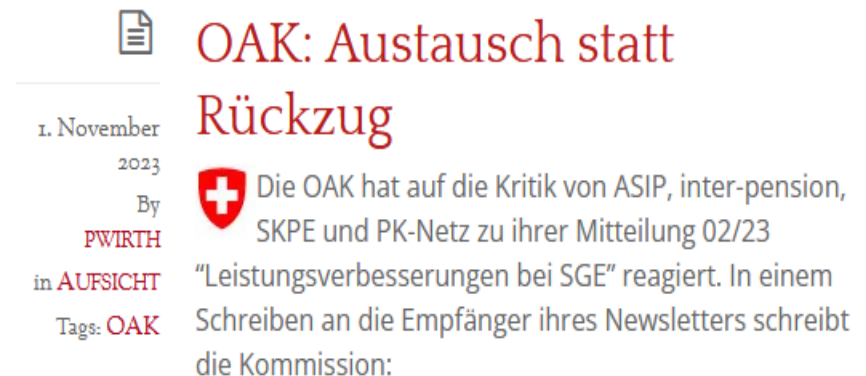 OAK: Austausch statt
Rückzug
1. November
2023
By
PWIRTH
in AUFSICHT
Tags: OAK
Die OAK hat auf die Kritik von ASIP, inter-pension,
SKPE und PK-Netz zu ihrer Mitteilung 02/23
“Leistungsverbesserungen bei SGE” reagiert. In einem
Schreiben an die Empfänger ihres Newsletters schreibt
die Kommission: